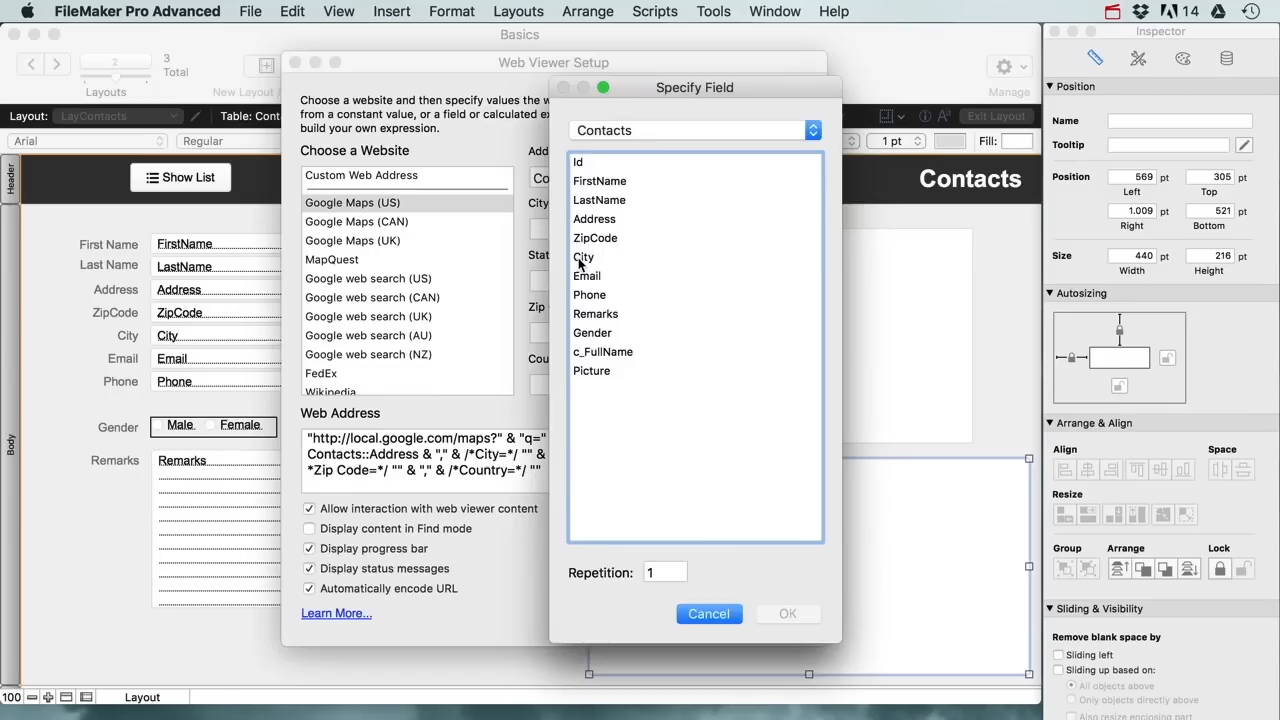 FileMaker Pro Advanced File Edit View Insert Format Layouts Arrange Scripts Tools Window Help 14
Basics
2
3
Total
Layouts
New Layout /
Manage
Layout: LayContacts Table: Cont
Exit Layout
Arial Regular
1 pt Fill:
Header
Show List
Contacts
Body
First Name FirstName
Last Name LastName
Address Address
ZipCode ZipCode
City City
Email Email
Phone Phone
Gender Male Female
Remarks Remarks
100 Layout
Web Viewer Setup
Choose a website and then specify values the w
from a constant value, or a field or calculated ex
build your own expression.
Choose a Website
Custom Web Address
Google Maps (US)
Google Maps (CAN)
Google Maps (UK)
MapQuest
Google web search (US)
Google web search (CAN)
Google web search (UK)
Google web search (AU)
Google web search (NZ)
FedEx
Wikipedia
Add
Co
City
Stat
Zip
Cou
Web Address
"http://local.google.com/maps?" & "q="
Contacts::Address & "," & /*City=*/ "" &
*Zip Code=*/ "" & "," & /*Country=*/ ""
Allow interaction with web viewer content
Display content in Find mode
Display progress bar
Display status messages
Automatically encode URL
Learn More...
Specify Field
Contacts
Id
FirstName
LastName
Address
ZipCode
City
Email
Phone
Remarks
Gender
c_FullName
Picture
Repetition: 1
Cancel OK
Inspector
Position
Name
Tooltip
Position 569 pt 305 pt
Left Top
1.009 pt 521 pt
Right Bottom
Size 440 pt 216 pt
Width Height
Autosizing
Arrange & Align
Align Space
Resize
Group Arrange Lock
Sliding & Visibility
Remove blank space by
Sliding left
Sliding up based on:
All objects above
Only objects directly above
Also resize enclosing part